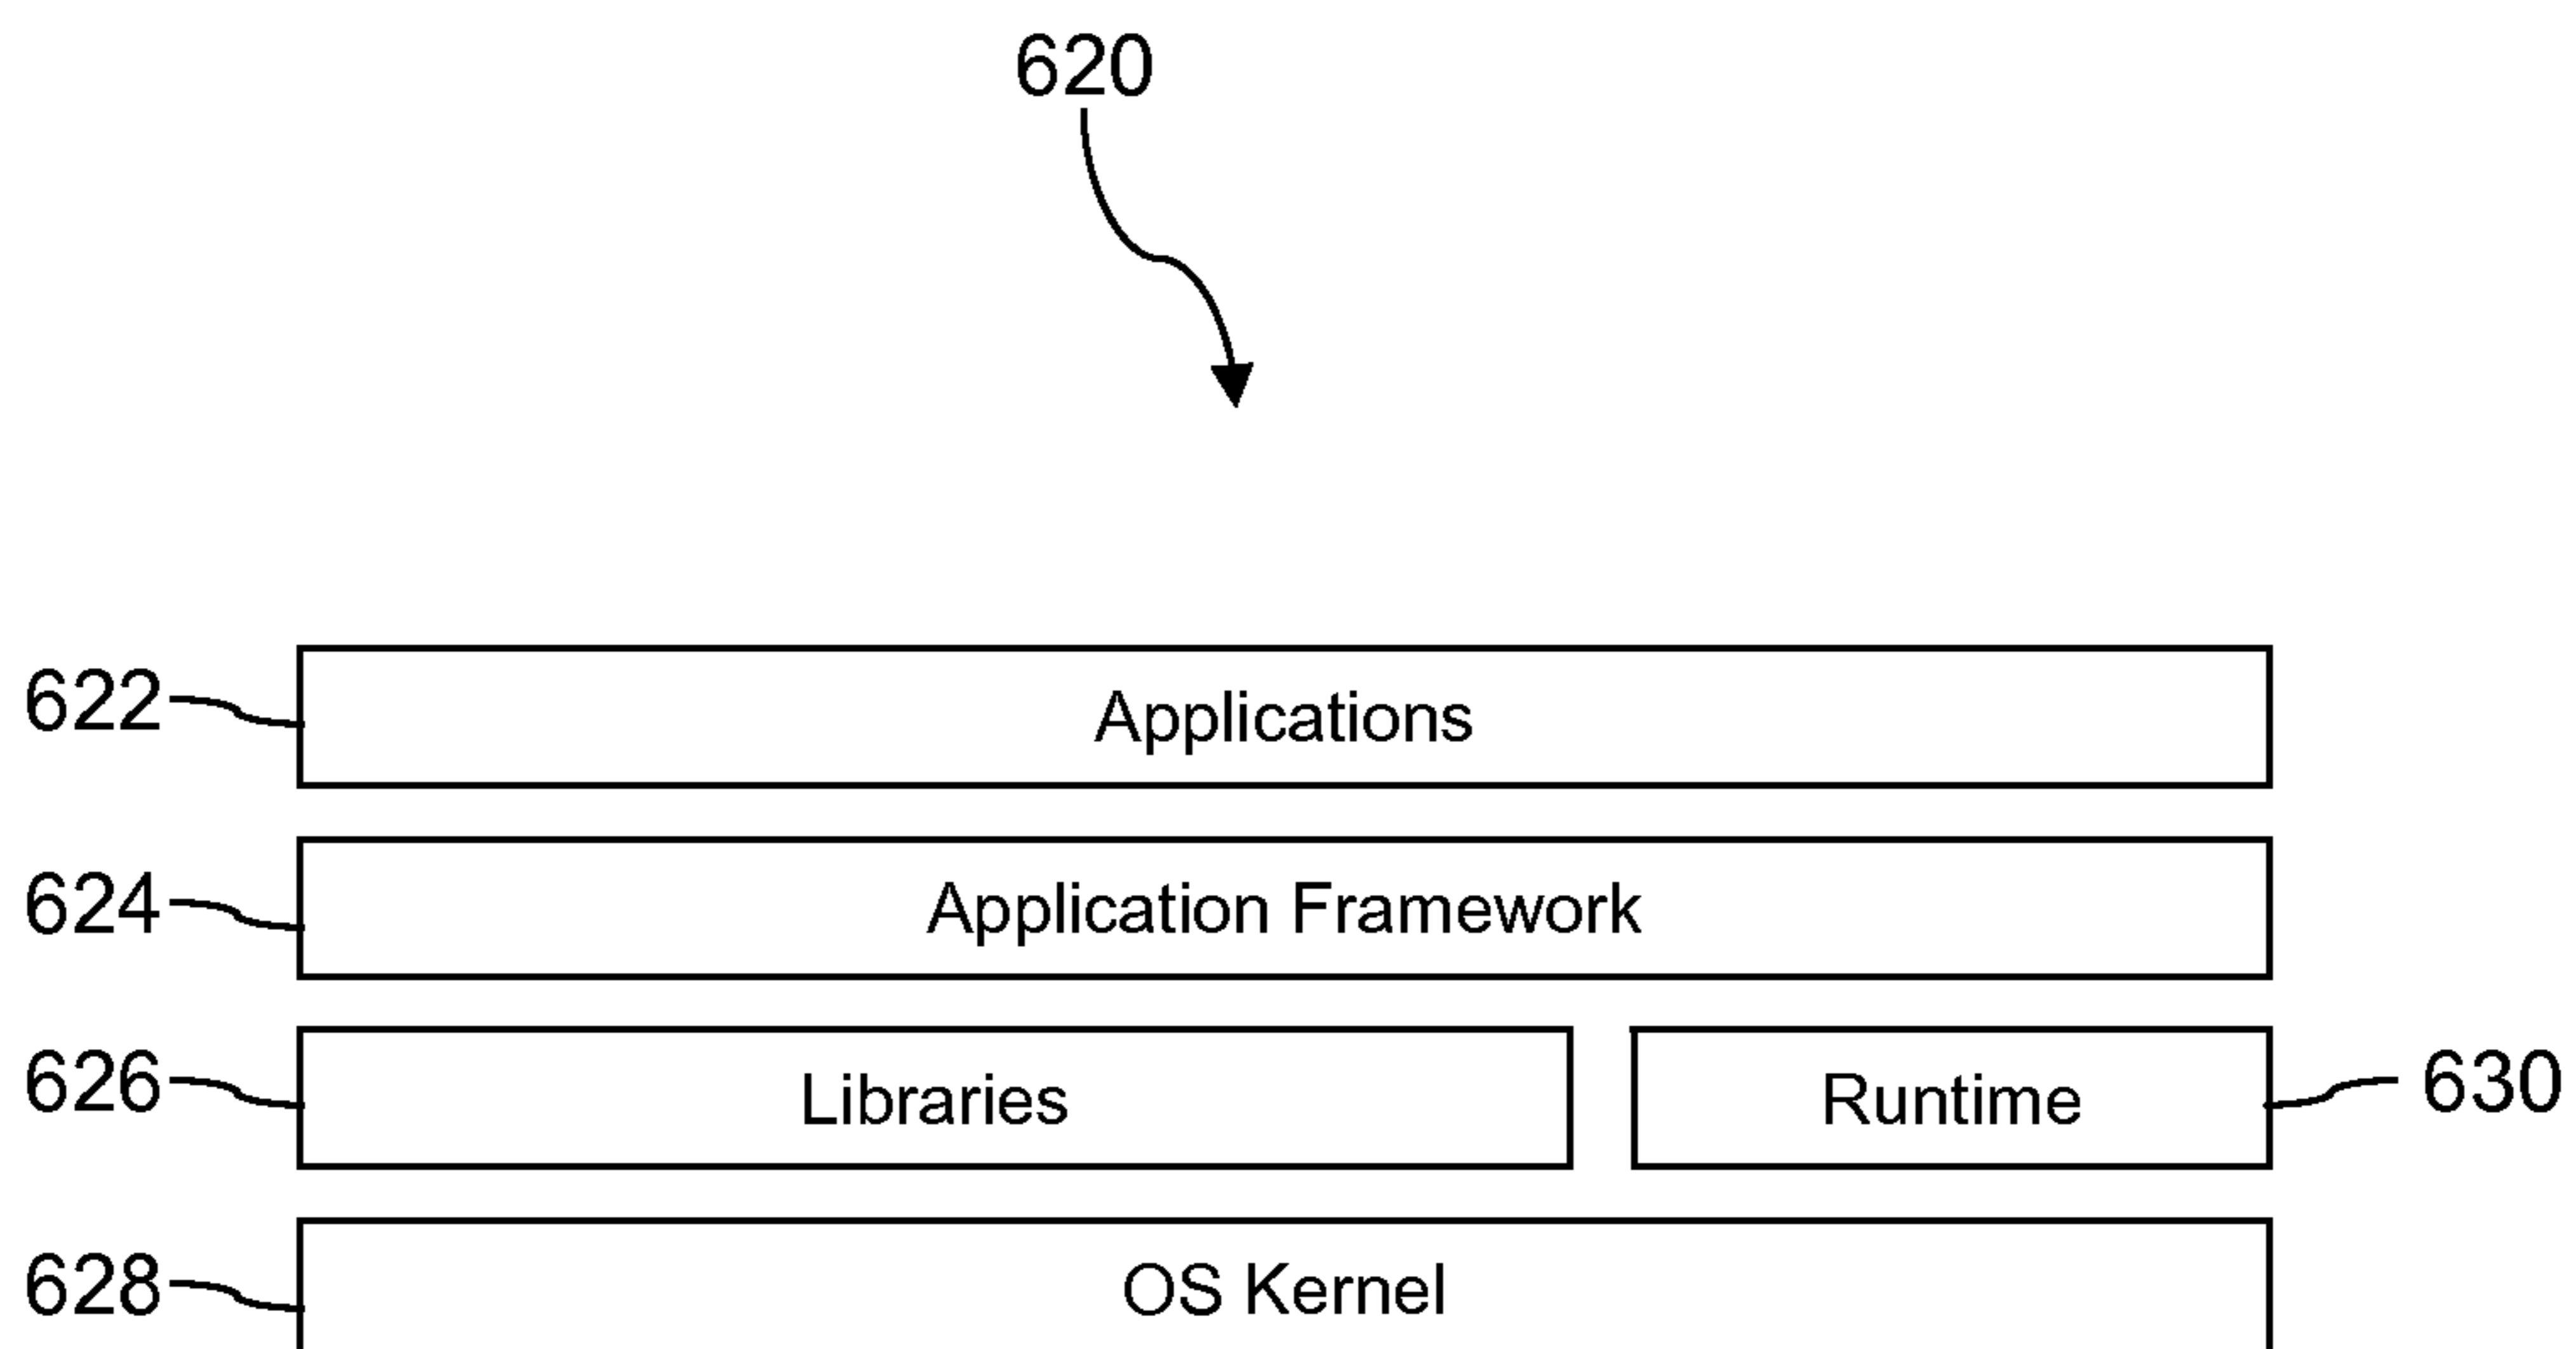 620
622 Applications
624 Application Framework
626 Libraries Runtime 630
628 OS Kernel